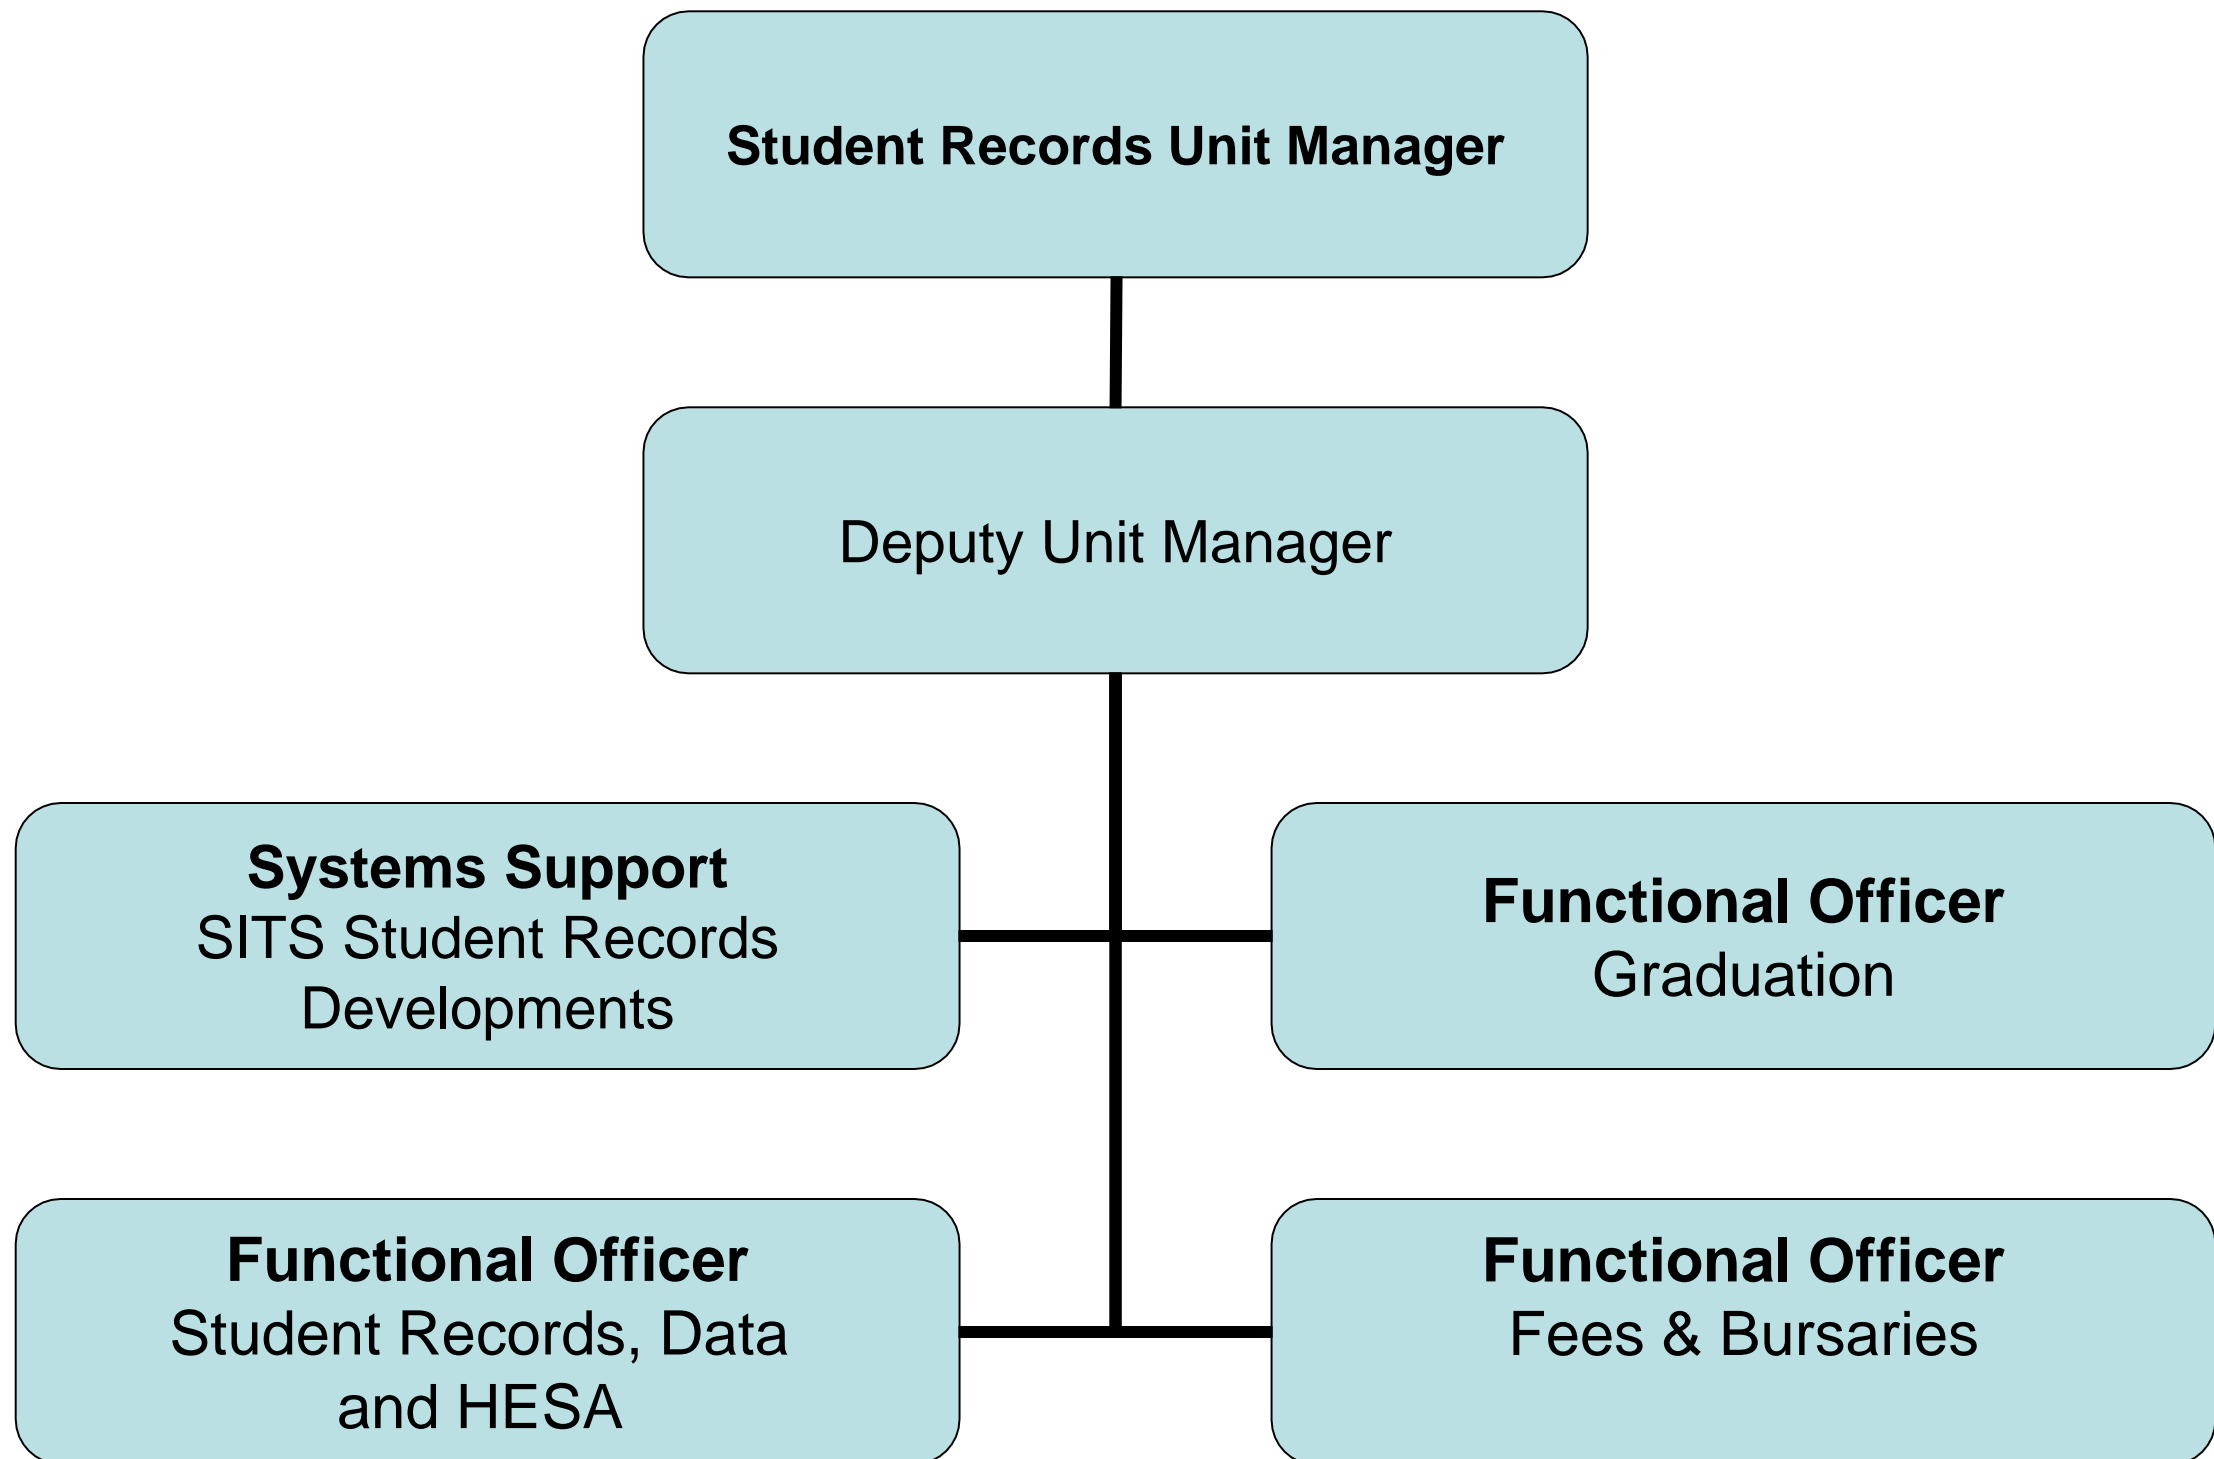 Student Records Unit Manager
Deputy Unit Manager
Systems Support
SITS Student Records
Developments
Functional Officer
Graduation
Functional Officer
Student Records, Data
and HESA
Functional Officer
Fees & Bursaries